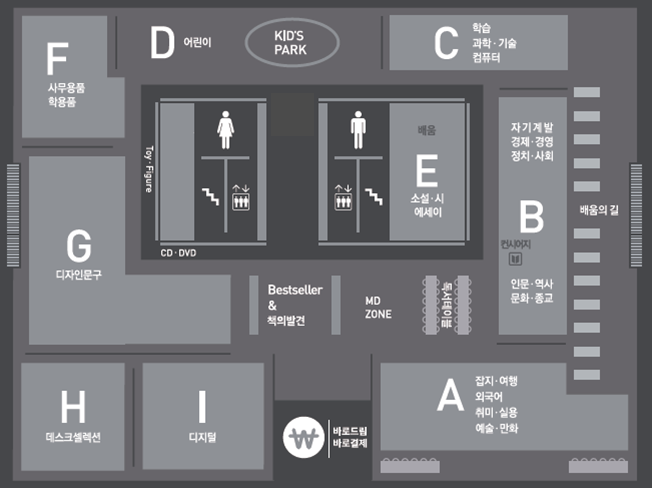 F
사무용품
학용품
D
어린이
KID'S
PARK
C
학습
과학·기술
컴퓨터
Toy·Figure
CD·DVD
배움
E
소설·시
에세이
자기계발
경제·경영
정치·사회
B
컨시어지
인문·역사
문화·종교
배움의 길
G
디자인문구
Bestseller
&
책의발견
MD
ZONE
독서테이블
H
데스크셀렉션
I
디지털
₩
바로드림
바로결제
A
잡지·여행
외국어
취미·실용
예술·만화